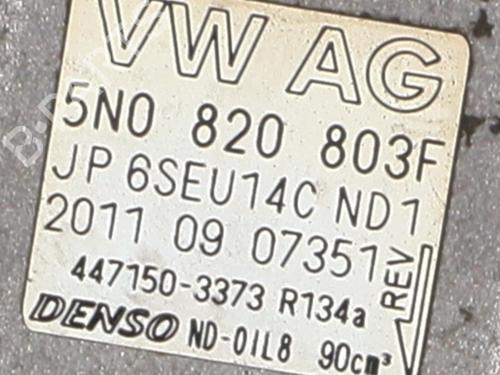 VW AG
5N0 820 803F
JP 6SEU14C ND1
2011 09 07351
REV
447150-3373 R134a
DENSO ND-OIL8 90cm³